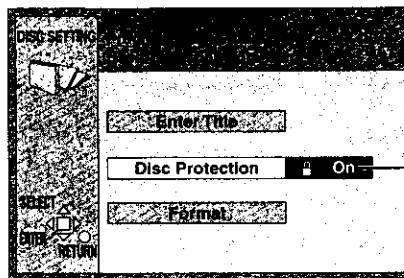 DISC SETTING
Enter Title
Disc Protection On
Format
SELECT
ENTER RETURN